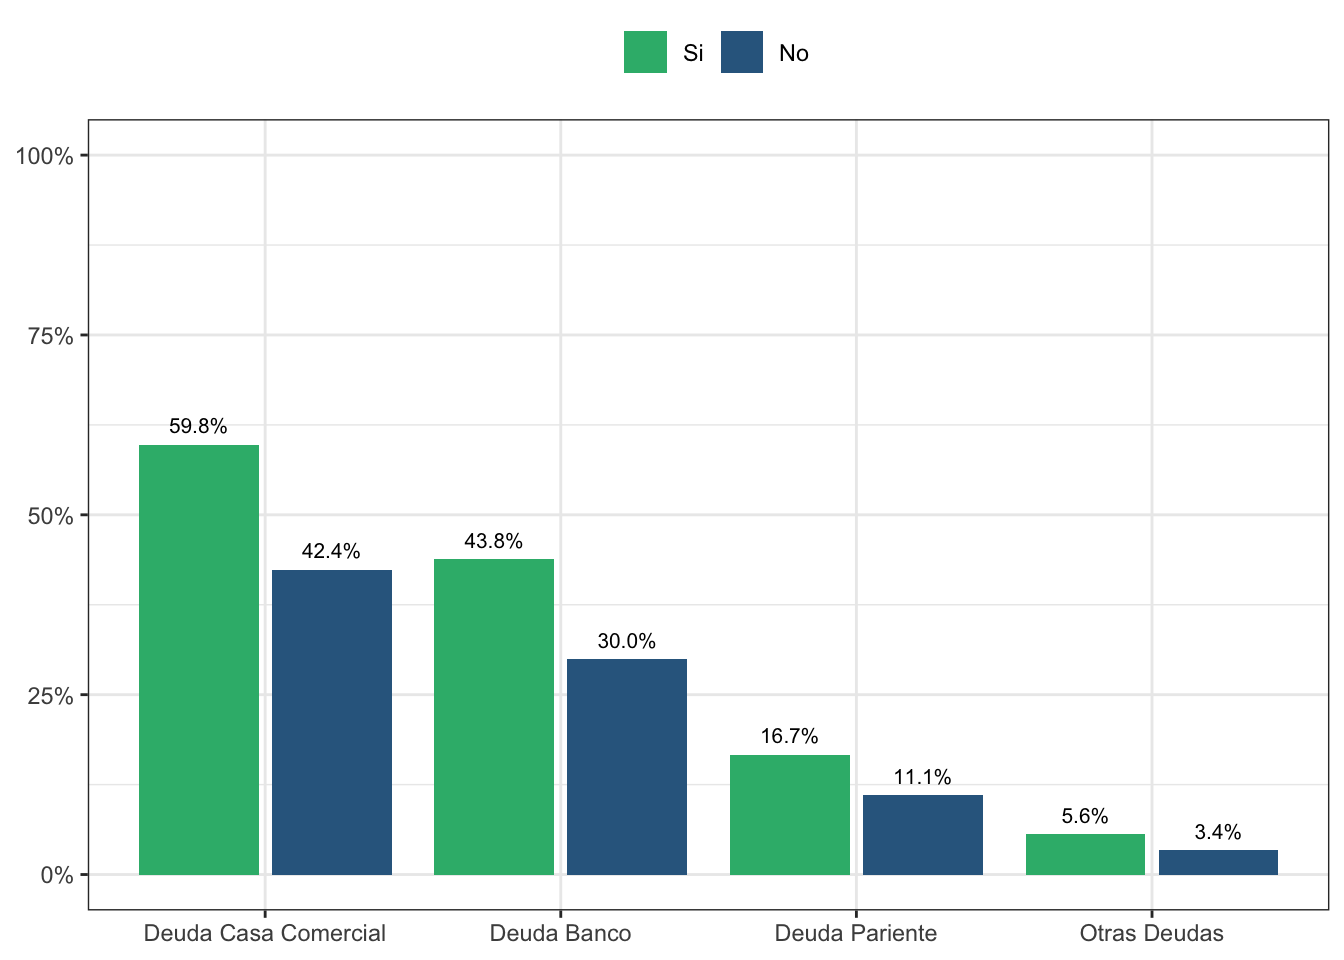 Si No
100%
75%
50%
25%
0%
59.8%
42.4%
43.8%
30.0%
16.7%
11.1%
5.6%
3.4%
Deuda Casa Comercial
Deuda Banco
Deuda Pariente
Otras Deudas